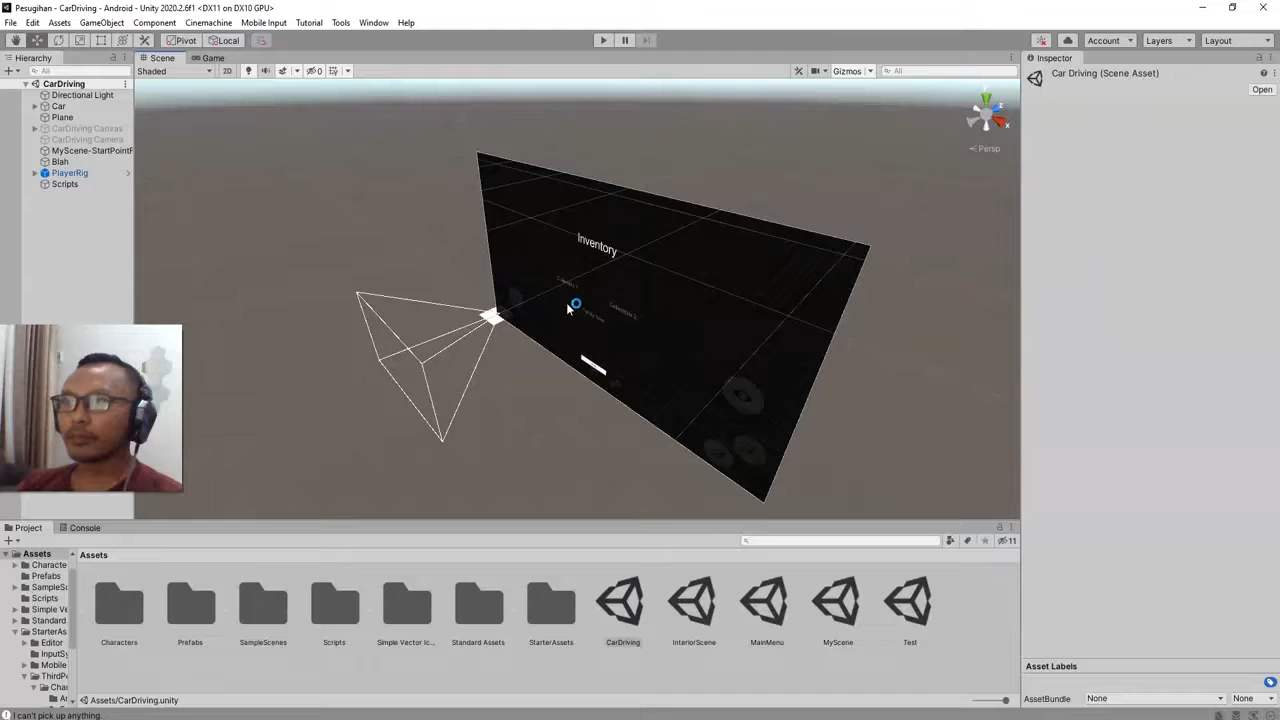 Pesugihan - CarDriving - Android - Unity 2020.2.6f1 <DX11 on DX10 GPU>
File Edit Assets GameObject Component Cinemachine Mobile Input Tutorial Tools Window Help
Pivot Local Account Layers Layout
Hierarchy Scene Game Inspector
All Shaded 2D 0 Gizmos All
Car Driving (Scene Asset)
Open
CarDriving
Directional Light
Car
Plane
CarDriving Canvas
CarDriving Camera
MyScene-StartPointF
Blah
PlayerRig
Scripts
y
z
x
Persp
Inventory
Project Console
11
Assets
Characte
Prefabs
SampleSc
Scripts
Simple Ve
Standard
StarterAs
Editor
InputSy
Mobile
ThirdPe
Cha
Assets
Characters Prefabs SampleScenes Scripts Simple Vector Ic... Standard Assets StarterAssets CarDriving InteriorScene MainMenu MyScene Test
Assets/CarDriving.unity
Asset Labels
AssetBundle None None
I can't pick up anything.